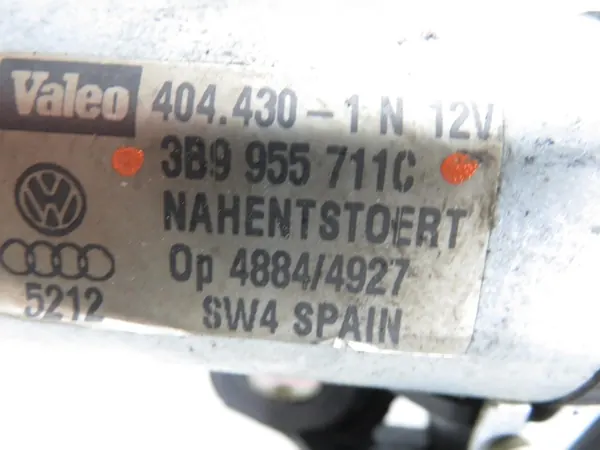 Valeo 404.430-1 N 12V
3B9 955 711C
NAHENTSTOERT
Op 4884/4927
5212
SW4 SPAIN